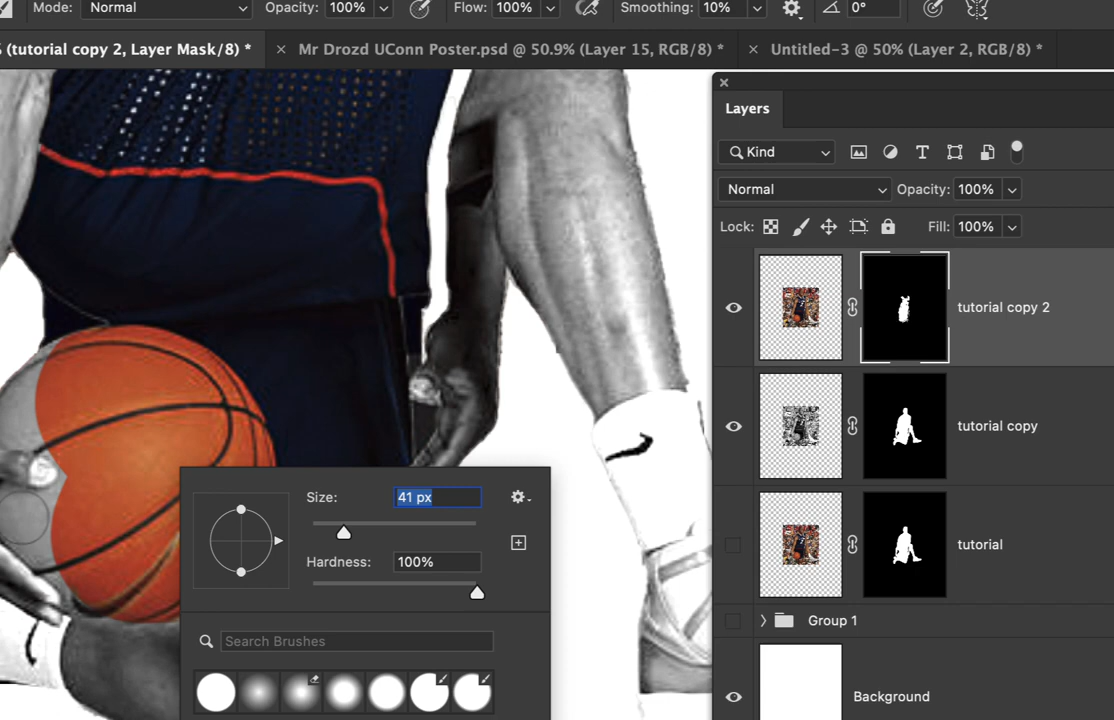 Mode: Normal Opacity: 100% Flow: 100% Smoothing: 10% 0°
(tutorial copy 2, Layer Mask/8) * × Mr Drozd UConn Poster.psd @ 50.9% (Layer 15, RGB/8) * × Untitled-3 @ 50% (Layer 2, RGB/8) *
Layers
Kind
Normal Opacity: 100%
Lock: Fill: 100%
tutorial copy 2
tutorial copy
tutorial
Group 1
Background
Size: 41 px
Hardness: 100%
Search Brushes